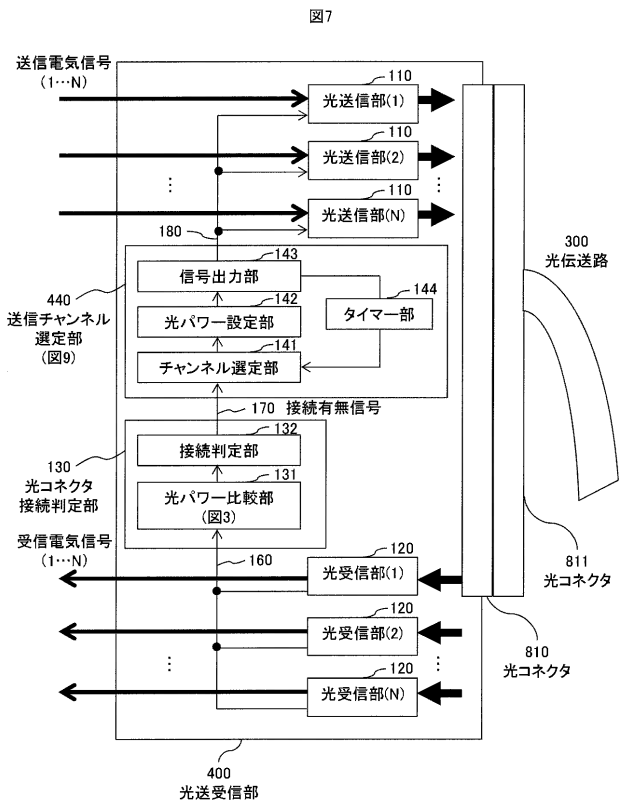 図7
送信電気信号
(1…N)
110
光送信部(1)
110
光送信部(2)
⋮
⋮
110
光送信部(N)
180
300
光伝送路
143
信号出力部
440
送信チャンネル
選定部
(図9)
142
光パワー設定部
144
タイマー部
141
チャンネル選定部
170 接続有無信号
132
接続判定部
130
光コネクタ
接続判定部
131
光パワー比較部
(図3)
受信電気信号
(1…N)
160
120
光受信部(1)
811
光コネクタ
120
光受信部(2)
810
光コネクタ
⋮
⋮
120
光受信部(N)
400
光送受信部